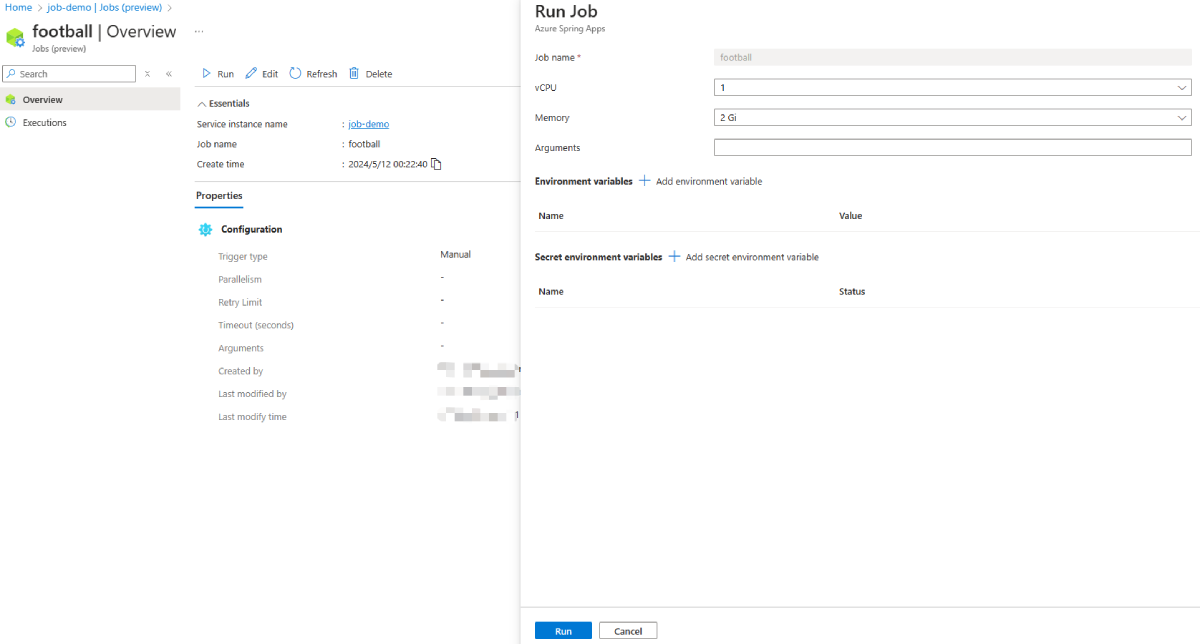 Home > job-demo | Jobs (preview) >
football | Overview ...
Jobs (preview)
Search
Overview
Executions
Run Edit Refresh Delete
Essentials
Service instance name : job-demo
Job name : football
Create time : 2024/5/12 00:22:40
Properties
Configuration
Trigger type Manual
Parallelism -
Retry Limit -
Timeout (seconds) -
Arguments -
Created by
Last modified by
Last modify time
Run Job
Azure Spring Apps
Job name * football
vCPU 1
Memory 2 Gi
Arguments
Environment variables + Add environment variable
Name Value
Secret environment variables + Add secret environment variable
Name Status
Run Cancel